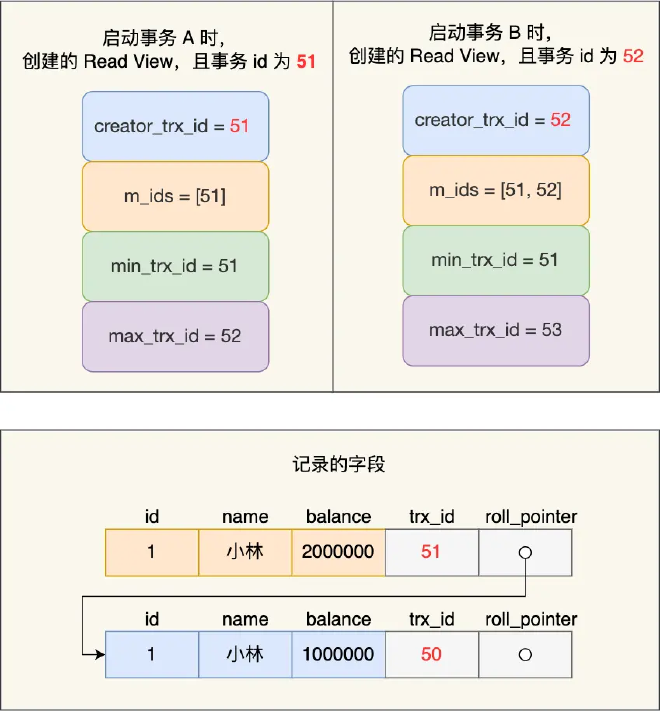 启动事务 A 时，
创建的 Read View，且事务 id 为 51
creator_trx_id = 51
m_ids = [51]
min_trx_id = 51
max_trx_id = 52
启动事务 B 时，
创建的 Read View，且事务 id 为 52
creator_trx_id = 52
m_ids = [51, 52]
min_trx_id = 51
max_trx_id = 53
记录的字段
id name balance trx_id roll_pointer
1 小林 2000000 51
id name balance trx_id roll_pointer
1 小林 1000000 50